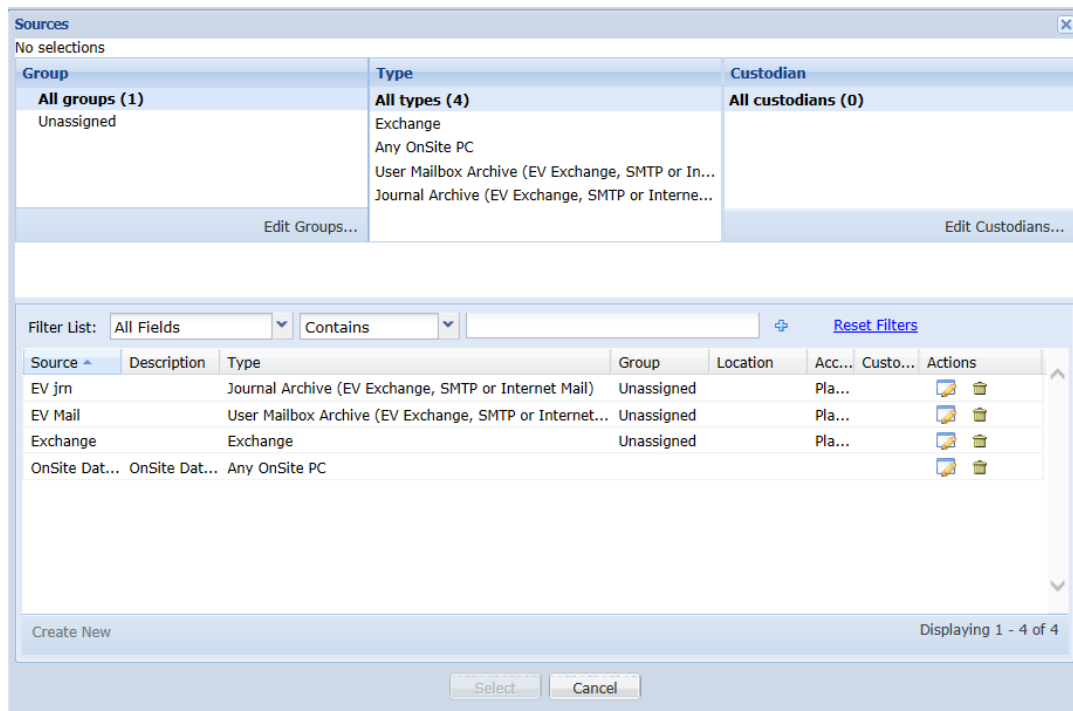 Sources
No selections
Group Type Custodian
All groups (1) All types (4) All custodians (0)
Unassigned Exchange
Any OnSite PC
User Mailbox Archive (EV Exchange, SMTP or In...
Journal Archive (EV Exchange, SMTP or Interne...
Edit Groups... Edit Custodians...
Filter List: All Fields Contains Reset Filters
Source Description Type Group Location Acc... Custo... Actions
EV jrn Journal Archive (EV Exchange, SMTP or Internet Mail) Unassigned Pla...
EV Mail User Mailbox Archive (EV Exchange, SMTP or Internet... Unassigned Pla...
Exchange Exchange Unassigned Pla...
OnSite Dat... OnSite Dat... Any OnSite PC
Create New Displaying 1 - 4 of 4
Select Cancel